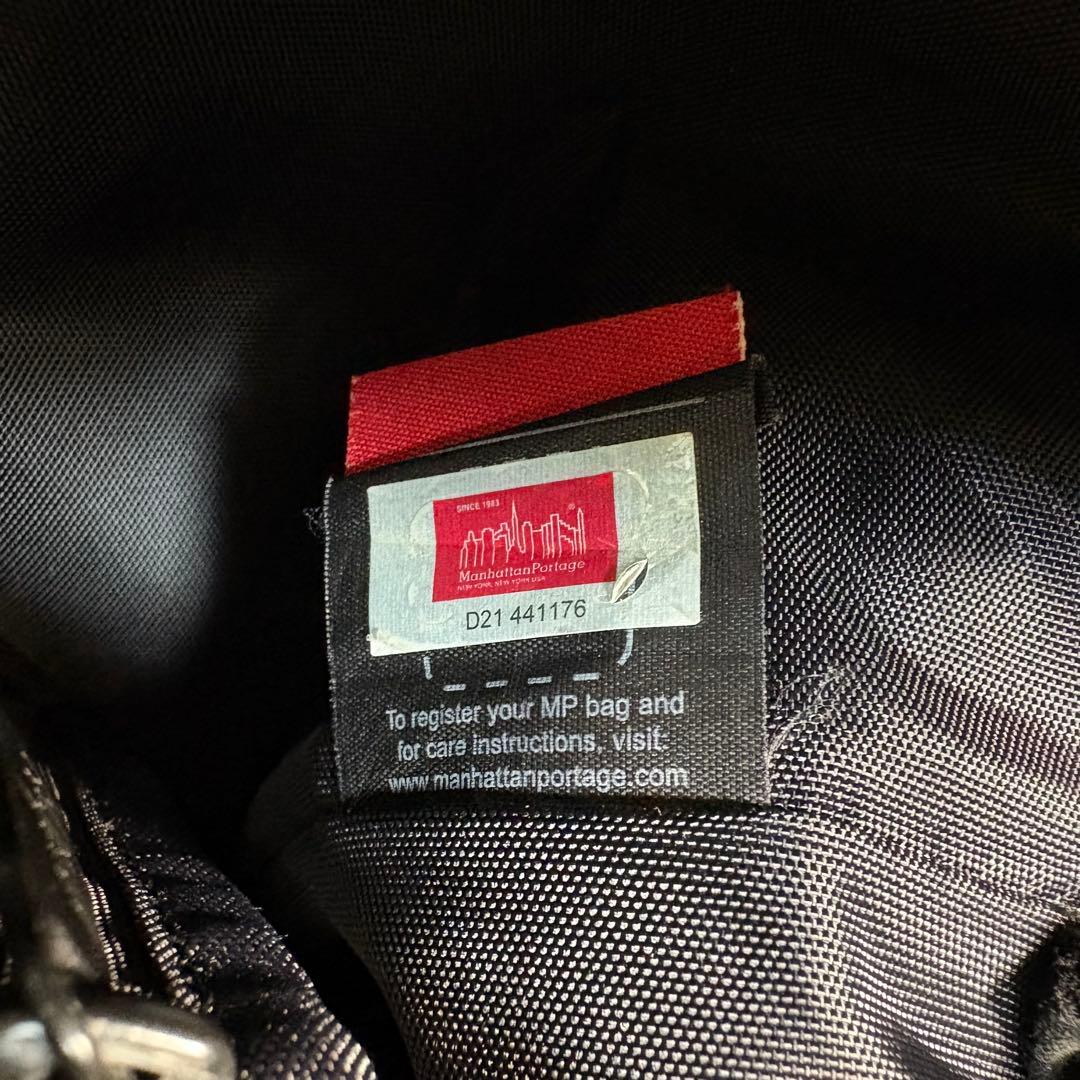 SINCE 1983
®
ManhattanPortage
NEW YORK, NEW YORK USA
D21 441176
To register your MP bag and
for care instructions, visit:
www.manhattanportage.com